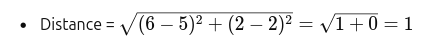 • Distance = √((6 − 5)² + (2 − 2)²) = √(1 + 0) = 1